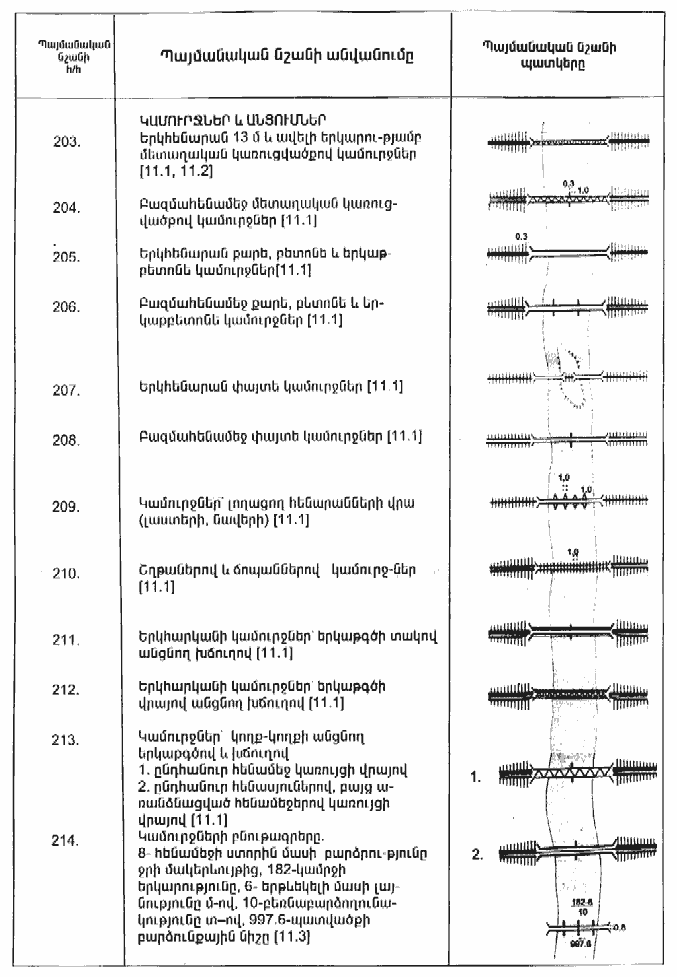 Պայմանական
նշանի
հ/հ
Պայմանական նշանի անվանումը
Պայմանական նշանի
պատկերը
203.
ԿԱՄՈՒՐՋՆԵՐ և ԱՆՑՈՒՄՆԵՐ
Երկհենարան 13 մ և ավելի երկարու-թյամբ
մետաղական կառուցվածքով կամուրջներ
[11.1, 11.2]
204.
Բազմահենամեջ մետաղական կառուց-
վածքով կամուրջներ [11.1]
0,3
1,0
205.
Երկհենարան քարե, բետոնե և երկաթ-
բետոնե կամուրջներ[11.1]
0,3
206.
Բազմահենամեջ քարե, բետոնե և եր-
կաթբետոնե կամուրջներ [11.1]
207.
Երկհենարան փայտե կամուրջներ [11.1]
208.
Բազմահենամեջ փայտե կամուրջներ [11.1]
209.
Կամուրջներ՝ լողացող հենարանների վրա
(լաստերի, նավերի) [11.1]
1,0
1,0
210.
Շղթաներով և ճոպաններով կամուրջ-ներ
[11.1]
1,0
211.
Երկհարկանի կամուրջներ՝ երկաթգծի տակով
անցնող խճուղով [11.1]
212.
Երկհարկանի կամուրջներ՝ երկաթգծի
վրայով անցնող խճուղով [11.1]
213.
Կամուրջներ՝ կողք-կողքի անցնող
երկաթգծով և խճուղով
1. ընդհանուր հենամեջ կառույցի վրայով
2. ընդհանուր հենասյուներով, բայց ա-
ռանձնացված հենամեջերով կառույցի
վրայով [11.1]
1.
2.
214.
Կամուրջների բնութագրերը.
8- հենամեջի ստորին մասի բարձրու-թյունը
ջրի մակերևույթից, 182-կամրջի
երկարությունը, 6- երթևեկելի մասի լայ-
նությունը մ-ով, 10-բեռնաբարձողունա-
կությունը տ–ով, 997.6-պատվածքի
բարձունքային նիշը [11.3]
182-6
10
0,6
997.6